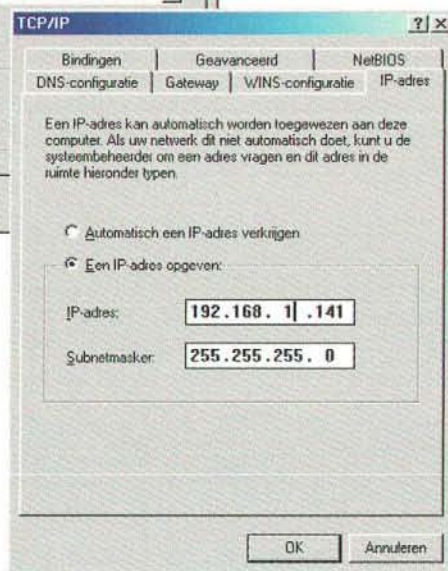 TCP/IP
? ×
Bindingen Geavanceerd NetBIOS
DNS-configuratie Gateway WINS-configuratie IP-adres
Een IP-adres kan automatisch worden toegewezen aan deze
computer. Als uw netwerk dit niet automatisch doet, kunt u de
systeembeheerder om een adres vragen en dit adres in de
ruimte hieronder typen.
Automatisch een IP-adres verkrijgen
Een IP-adres opgeven:
IP-adres: 192.168. 1 .141
Subnetmasker: 255.255.255. 0
OK Annuleren